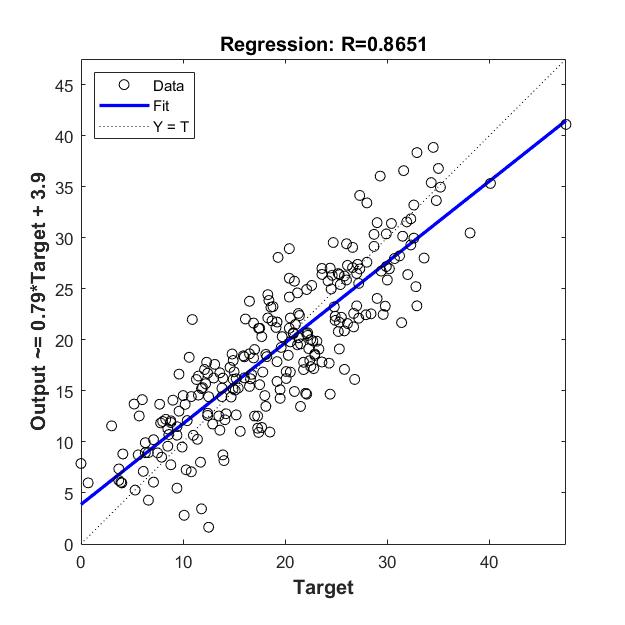 Regression: R=0.8651
Data
Fit
Y = T
Output ~= 0.79*Target + 3.9
45
40
35
30
25
20
15
10
5
0
0 10 20 30 40
Target